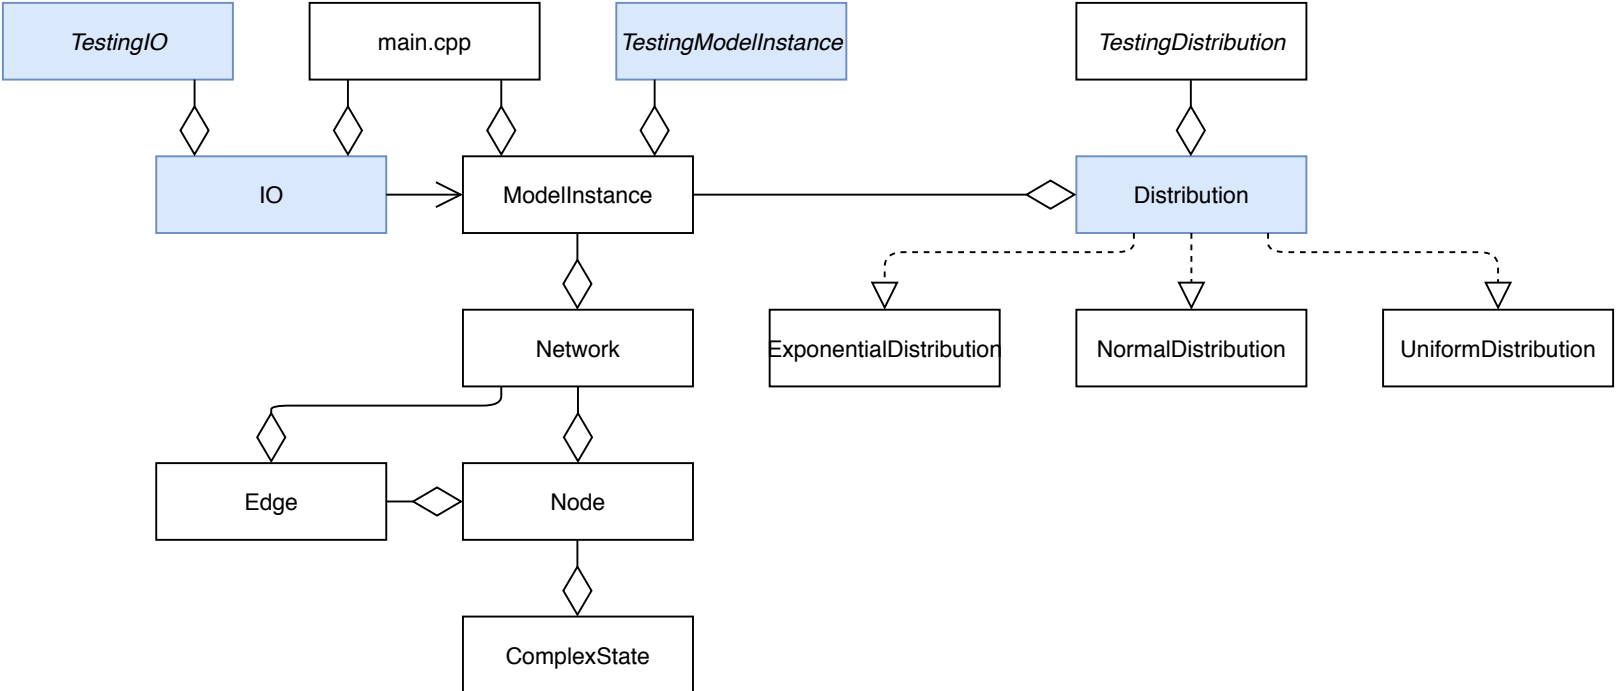 TestingIO
main.cpp
TestingModelInstance
TestingDistribution
IO
ModelInstance
Distribution
Network
ExponentialDistribution
NormalDistribution
UniformDistribution
Edge
Node
ComplexState